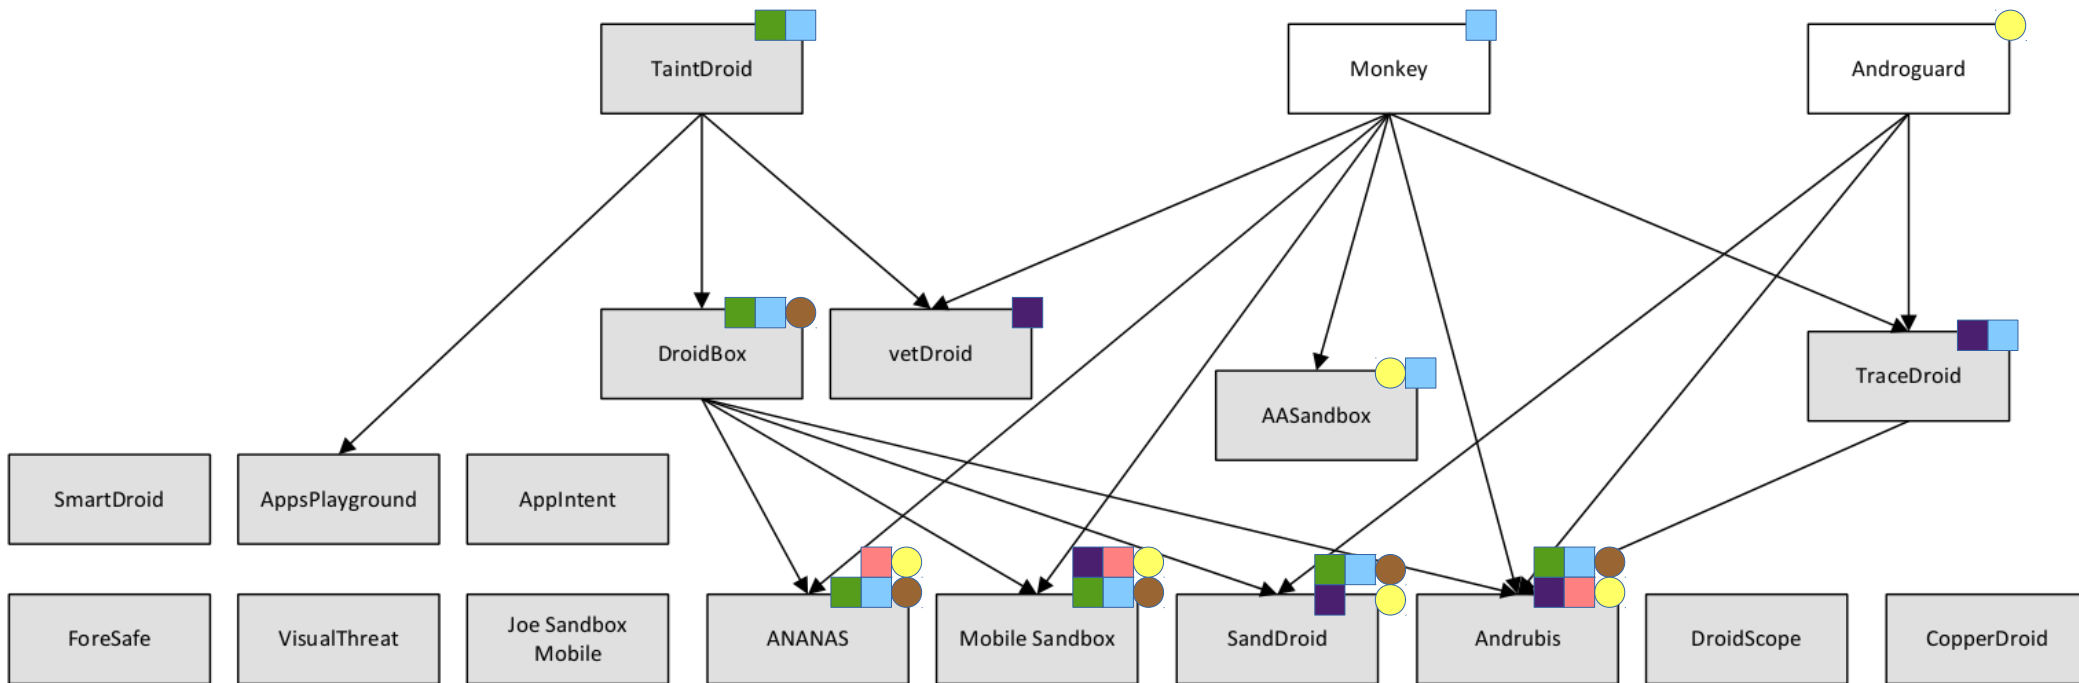 TaintDroid
Monkey
Androguard
DroidBox
vetDroid
AASandbox
TraceDroid
SmartDroid
AppsPlayground
AppIntent
ForeSafe
VisualThreat
Joe Sandbox
Mobile
ANANAS
Mobile Sandbox
SandDroid
Andrubis
DroidScope
CopperDroid